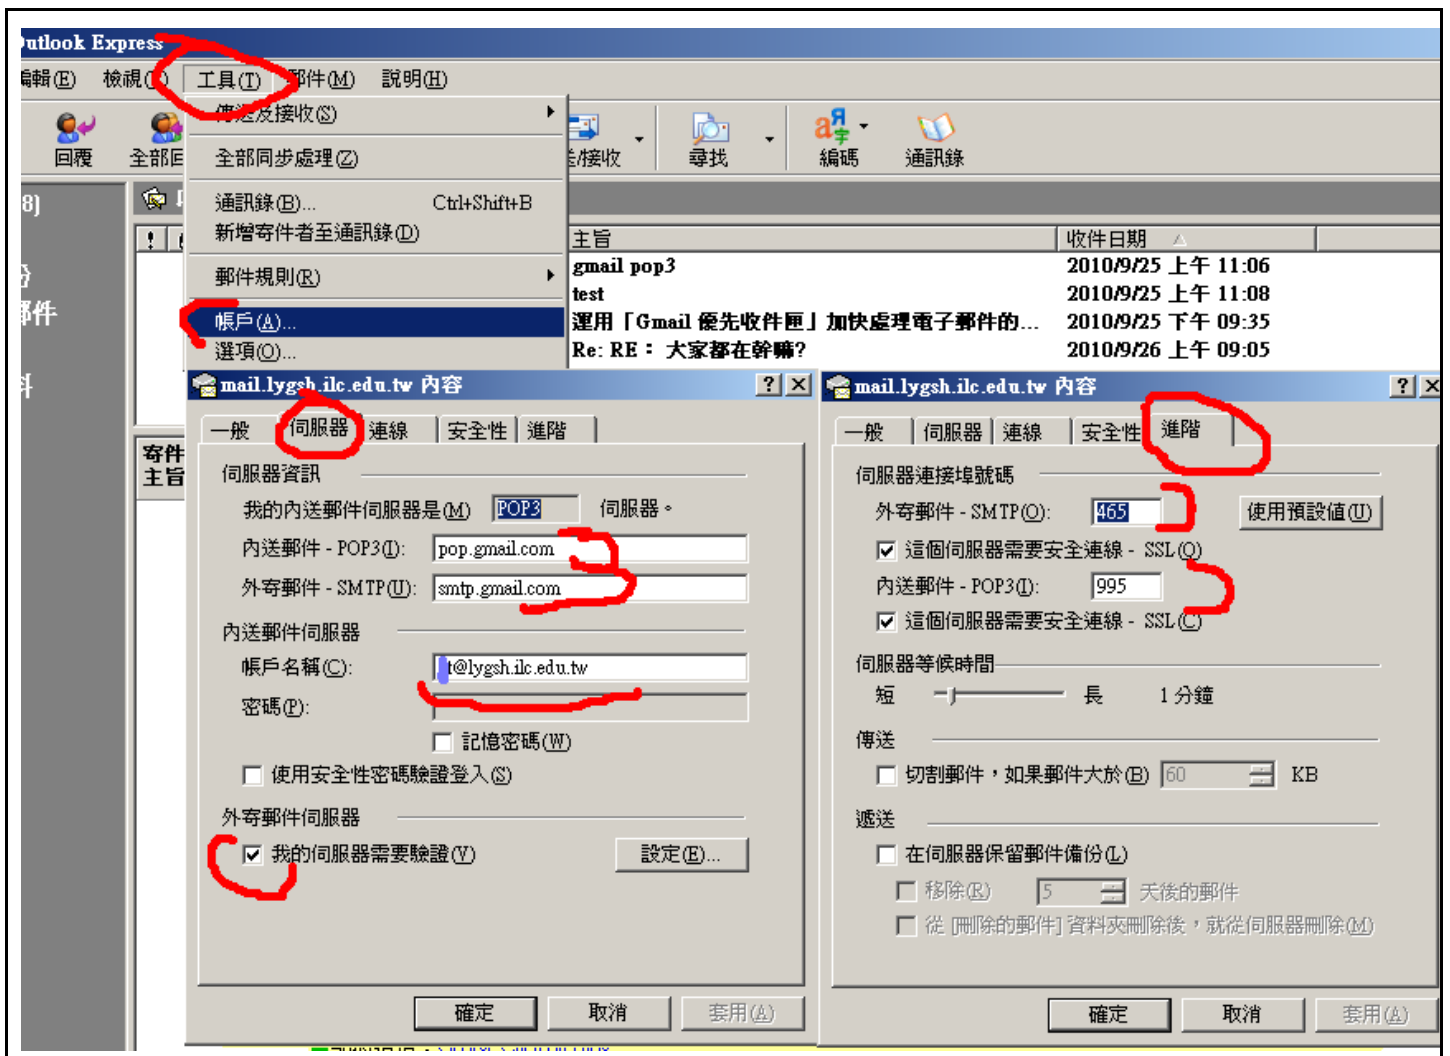 Outlook Express
編輯(E) 檢視 工具(T) 郵件(M) 說明(H)
回覆 全部回 /接收 尋找 編碼 通訊錄
傳送及接收(S)
全部同步處理(Z)
通訊錄(B)... Ctrl+Shift+B
新增寄件者至通訊錄(D)
郵件規則(R)
帳戶(A)...
選項(O)...
8)
郵件
料
! 主旨 收件日期
gmail pop3 2010/9/25 上午 11:06
test 2010/9/25 上午 11:08
運用「Gmail 優先收件匣」加快處理電子郵件的... 2010/9/25 下午 09:35
Re: RE： 大家都在幹嘛? 2010/9/26 上午 09:05
寄件
主旨
mail.lygsh.ilc.edu.tw 內容
一般 伺服器 連線 安全性 進階
伺服器資訊
我的內送郵件伺服器是(M) POP3 伺服器。
內送郵件 - POP3(I): pop.gmail.com
外寄郵件 - SMTP(U): smtp.gmail.com
內送郵件伺服器
帳戶名稱(C): t@lygsh.ilc.edu.tw
密碼(P):
記憶密碼(W)
使用安全性密碼驗證登入(S)
外寄郵件伺服器
我的伺服器需要驗證(V) 設定(E)...
確定 取消 套用(A)
mail.lygsh.ilc.edu.tw 內容
一般 伺服器 連線 安全性 進階
伺服器連接埠號碼
外寄郵件 - SMTP(O): 465 使用預設值(U)
這個伺服器需要安全連線 - SSL(Q)
內送郵件 - POP3(I): 995
這個伺服器需要安全連線 - SSL(C)
伺服器等候時間
短 長 1 分鐘
傳送
切割郵件，如果郵件大於(B) 60 KB
遞送
在伺服器保留郵件備份(L)
移除(R) 5 天後的郵件
從 [刪除的郵件] 資料夾刪除後，就從伺服器刪除(M)
確定 取消 套用(A)